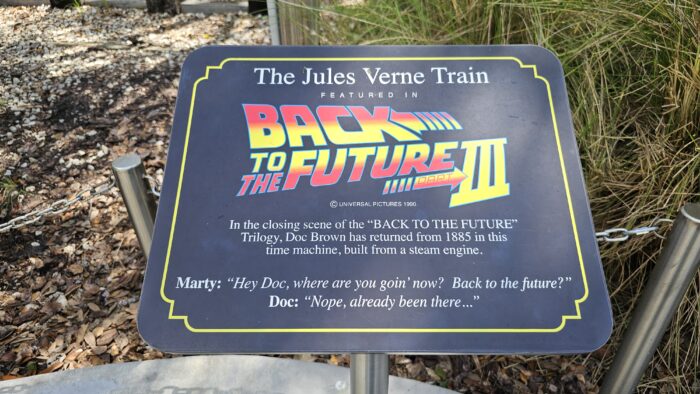 The Jules Verne Train
FEATURED IN
BACK
TO THE FUTURE
PART III
© UNIVERSAL PICTURES 1990
In the closing scene of the “BACK TO THE FUTURE”
Trilogy, Doc Brown has returned from 1885 in this
time machine, built from a steam engine.
Marty: “Hey Doc, where are you goin’ now? Back to the future?”
Doc: “Nope, already been there...”